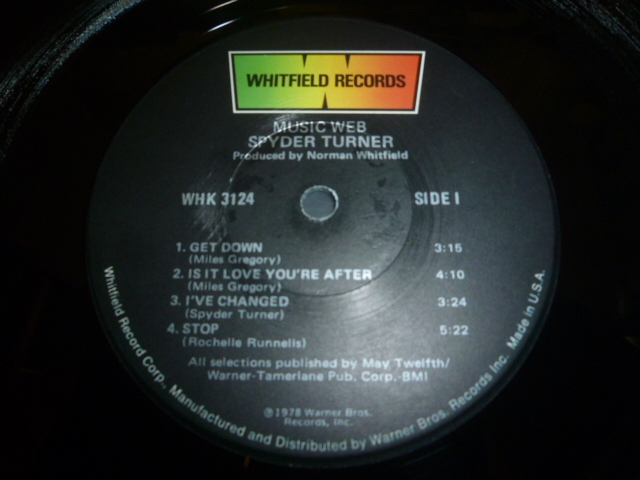 WHITFIELD RECORDS
MUSIC WEB
SPYDER TURNER
Produced by Norman Whitfield
WHK 3124
SIDE I
1. GET DOWN 3:15
(Miles Gregory)
2. IS IT LOVE YOU'RE AFTER 4:10
(Miles Gregory)
3. I'VE CHANGED 3:24
(Spyder Turner)
4. STOP 5:22
(Rochelle Runnells)
All selections published by May Twelfth/
Warner-Tamerlane Pub. Corp.-BMI
℗1978 Warner Bros.
Records, Inc.
Whitfield Record Corp., Manufactured and Distributed by Warner Bros. Records Inc. Made in U.S.A.